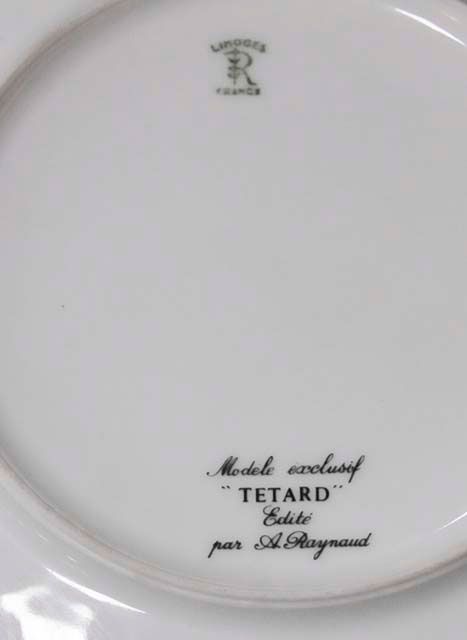 LIMOGES
R
FRANCE
Modele exclusif
" TETARD "
Edité
par A. Raynaud